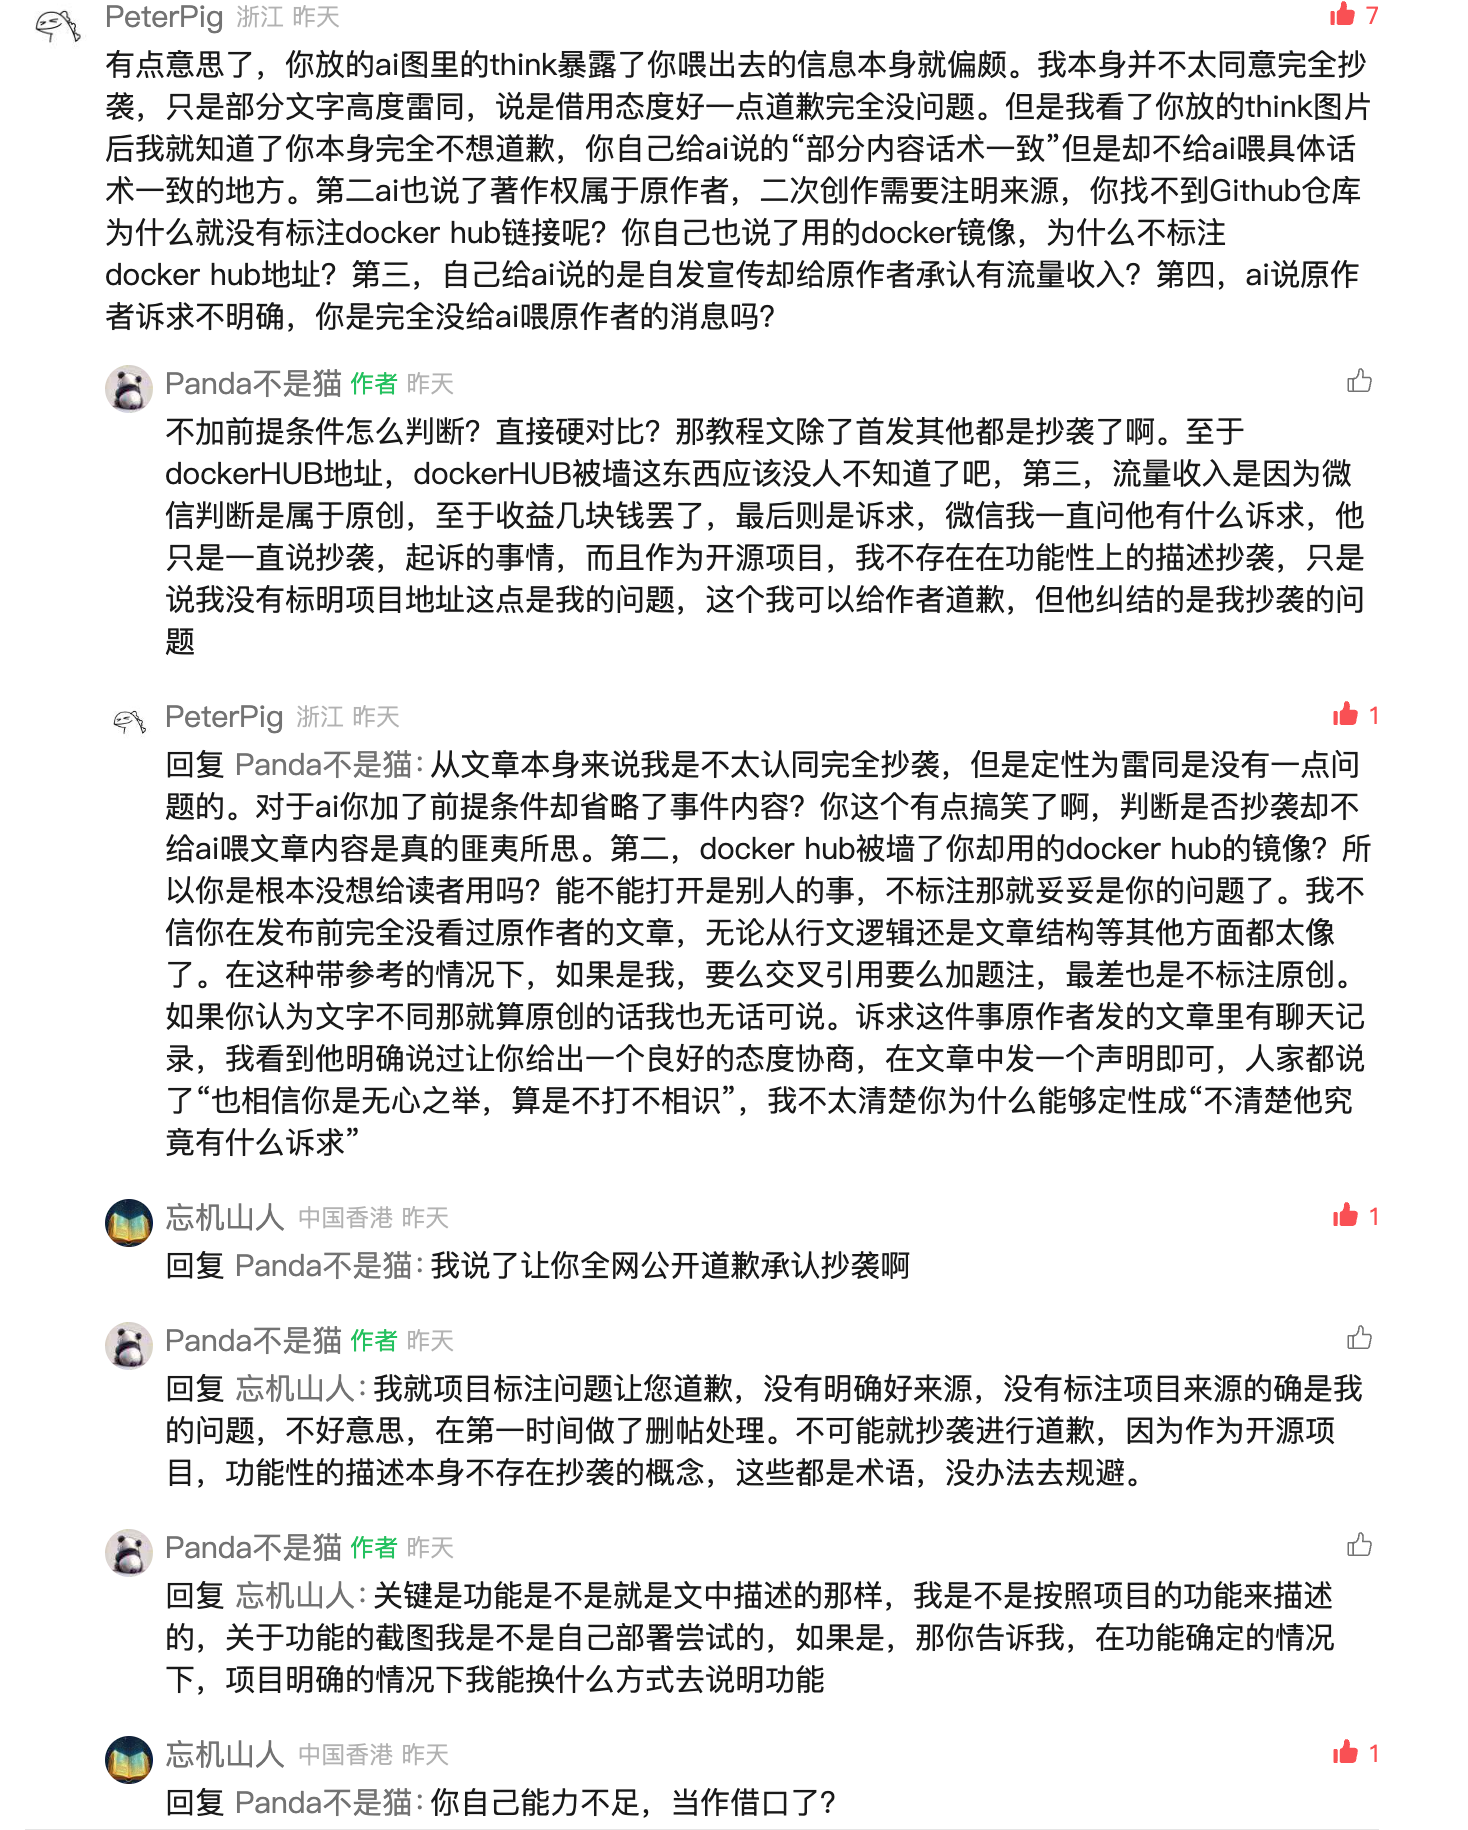 PeterPig 浙江 昨天 7
有点意思了，你放的ai图里的think暴露了你喂出去的信息本身就偏颇。我本身并不太同意完全抄
袭，只是部分文字高度雷同，说是借用态度好一点道歉完全没问题。但是我看了你放的think图片
后我就知道了你本身完全不想道歉，你自己给ai说的“部分内容话术一致”但是却不给ai喂具体话
术一致的地方。第二ai也说了著作权属于原作者，二次创作需要注明来源，你找不到Github仓库
为什么就没有标注docker hub链接呢？你自己也说了用的docker镜像，为什么不标注
docker hub地址？第三，自己给ai说的是自发宣传却给原作者承认有流量收入？第四，ai说原作
者诉求不明确，你是完全没给ai喂原作者的消息吗？
Panda不是猫 作者 昨天
不加前提条件怎么判断？直接硬对比？那教程文除了首发其他都是抄袭了啊。至于
dockerHUB地址，dockerHUB被墙这东西应该没人不知道了吧，第三，流量收入是因为微
信判断是属于原创，至于收益几块钱罢了，最后则是诉求，微信我一直问他有什么诉求，他
只是一直说抄袭，起诉的事情，而且作为开源项目，我不存在在功能性上的描述抄袭，只是
说我没有标明项目地址这点是我的问题，这个我可以给作者道歉，但他纠结的是我抄袭的问
题
PeterPig 浙江 昨天 1
回复 Panda不是猫：从文章本身来说我是不太认同完全抄袭，但是定性为雷同是没有一点问
题的。对于ai你加了前提条件却省略了事件内容？你这个有点搞笑了啊，判断是否抄袭却不
给ai喂文章内容是真的匪夷所思。第二，docker hub被墙了你却用的docker hub的镜像？所
以你是根本没想给读者用吗？能不能打开是别人的事，不标注那就妥妥是你的问题了。我不
信你在发布前完全没看过原作者的文章，无论从行文逻辑还是文章结构等其他方面都太像
了。在这种带参考的情况下，如果是我，要么交叉引用要么加题注，最差也是不标注原创。
如果你认为文字不同那就算原创的话我也无话可说。诉求这件事原作者发的文章里有聊天记
录，我看到他明确说过让你给出一个良好的态度协商，在文章中发一个声明即可，人家都说
了“也相信你是无心之举，算是不打不相识”，我不太清楚你为什么能够定性成“不清楚他究
竟有什么诉求”
忘机山人 中国香港 昨天 1
回复 Panda不是猫：我说了让你全网公开道歉承认抄袭啊
Panda不是猫 作者 昨天
回复 忘机山人：我就项目标注问题让您道歉，没有明确好来源，没有标注项目来源的确是我
的问题，不好意思，在第一时间做了删帖处理。不可能就抄袭进行道歉，因为作为开源项
目，功能性的描述本身不存在抄袭的概念，这些都是术语，没办法去规避。
Panda不是猫 作者 昨天
回复 忘机山人：关键是功能是不是就是文中描述的那样，我是不是按照项目的功能来描述
的，关于功能的截图我是不是自己部署尝试的，如果是，那你告诉我，在功能确定的情况
下，项目明确的情况下我能换什么方式去说明功能
忘机山人 中国香港 昨天 1
回复 Panda不是猫：你自己能力不足，当作借口了？